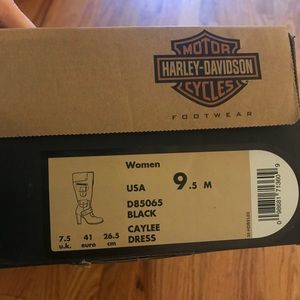 MOTOR
HARLEY-DAVIDSON
CYCLES
FOOTWEAR
Women
USA 9.5 M
D85065
BLACK
CAYLEE
DRESS
7.5 41 26.5
u.k. euro cm